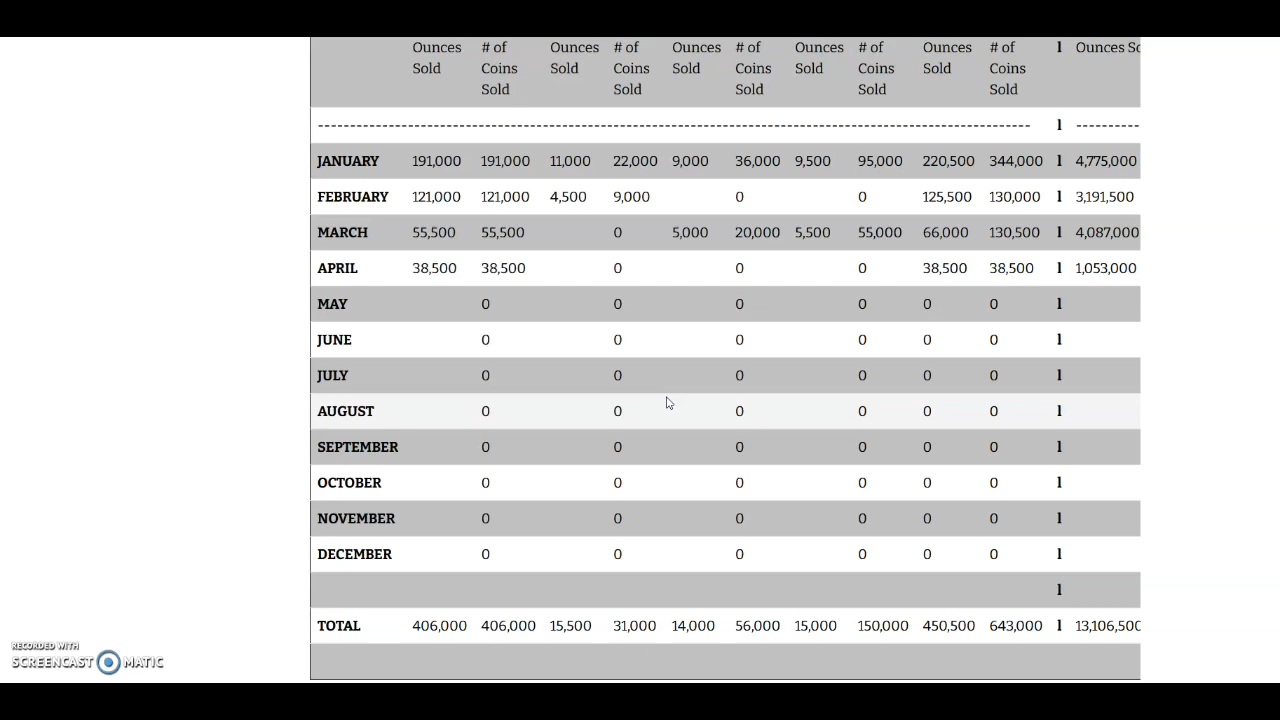 Ounces Sold # of Coins Sold Ounces Sold # of Coins Sold Ounces Sold # of Coins Sold Ounces Sold # of Coins Sold Ounces Sold # of Coins Sold l Ounces
--------------------------------------------------------------------------------------------- l ---------
JANUARY 191,000 191,000 11,000 22,000 9,000 36,000 9,500 95,000 220,500 344,000 l 4,775,000
FEBRUARY 121,000 121,000 4,500 9,000 0 0 125,500 130,000 l 3,191,500
MARCH 55,500 55,500 0 5,000 20,000 5,500 55,000 66,000 130,500 l 4,087,000
APRIL 38,500 38,500 0 0 0 38,500 38,500 l 1,053,000
MAY 0 0 0 0 0 0 l
JUNE 0 0 0 0 0 0 l
JULY 0 0 0 0 0 0 l
AUGUST 0 0 0 0 0 0 l
SEPTEMBER 0 0 0 0 0 0 l
OCTOBER 0 0 0 0 0 0 l
NOVEMBER 0 0 0 0 0 0 l
DECEMBER 0 0 0 0 0 0 l
l
TOTAL 406,000 406,000 15,500 31,000 14,000 56,000 15,000 150,000 450,500 643,000 l 13,106,500
RECORDED WITH
SCREENCAST MATIC